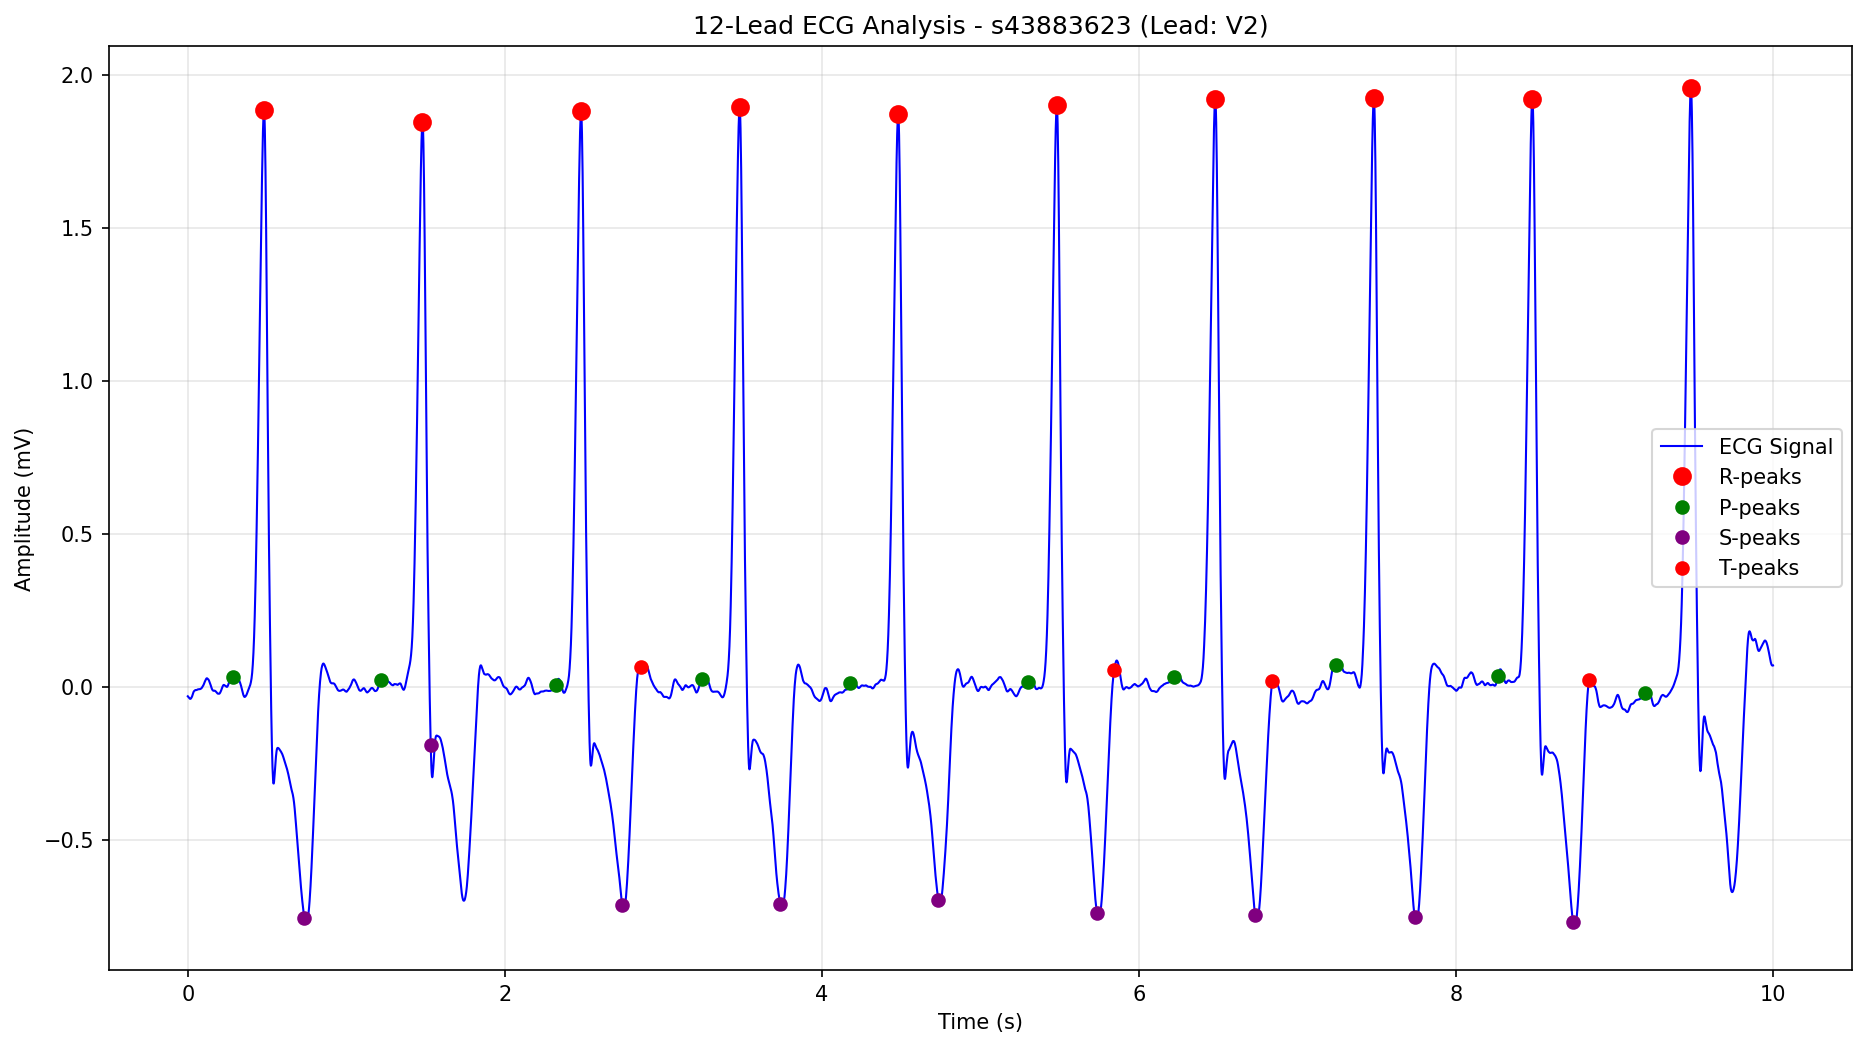 12-Lead ECG Analysis - s43883623 (Lead: V2)
Amplitude (mV)
2.0
1.5
1.0
0.5
0.0
−0.5
ECG Signal
R-peaks
P-peaks
S-peaks
T-peaks
0 2 4 6 8 10
Time (s)